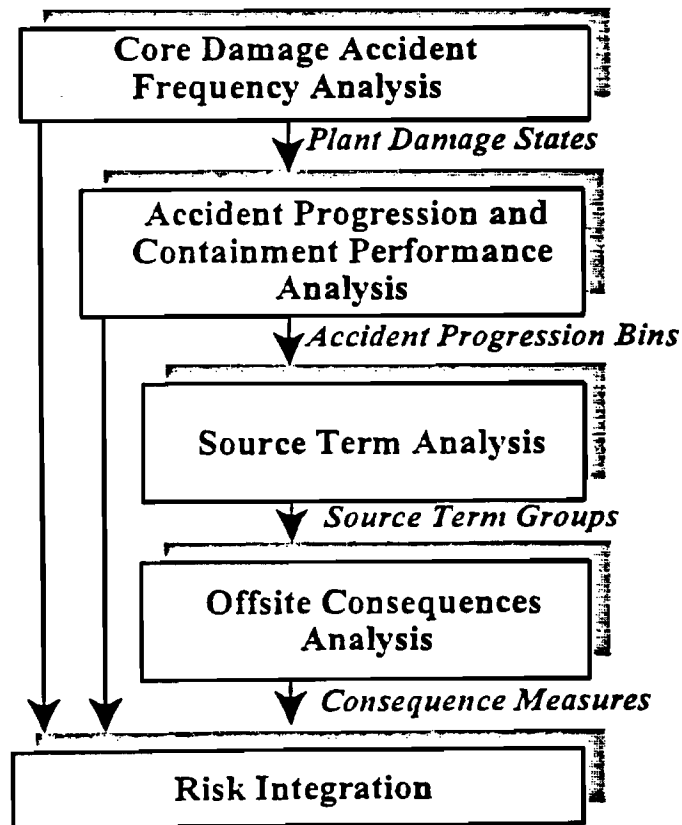 Core Damage Accident
Frequency Analysis
Plant Damage States
Accident Progression and
Containment Performance
Analysis
Accident Progression Bins
Source Term Analysis
Source Term Groups
Offsite Consequences
Analysis
Consequence Measures
Risk Integration